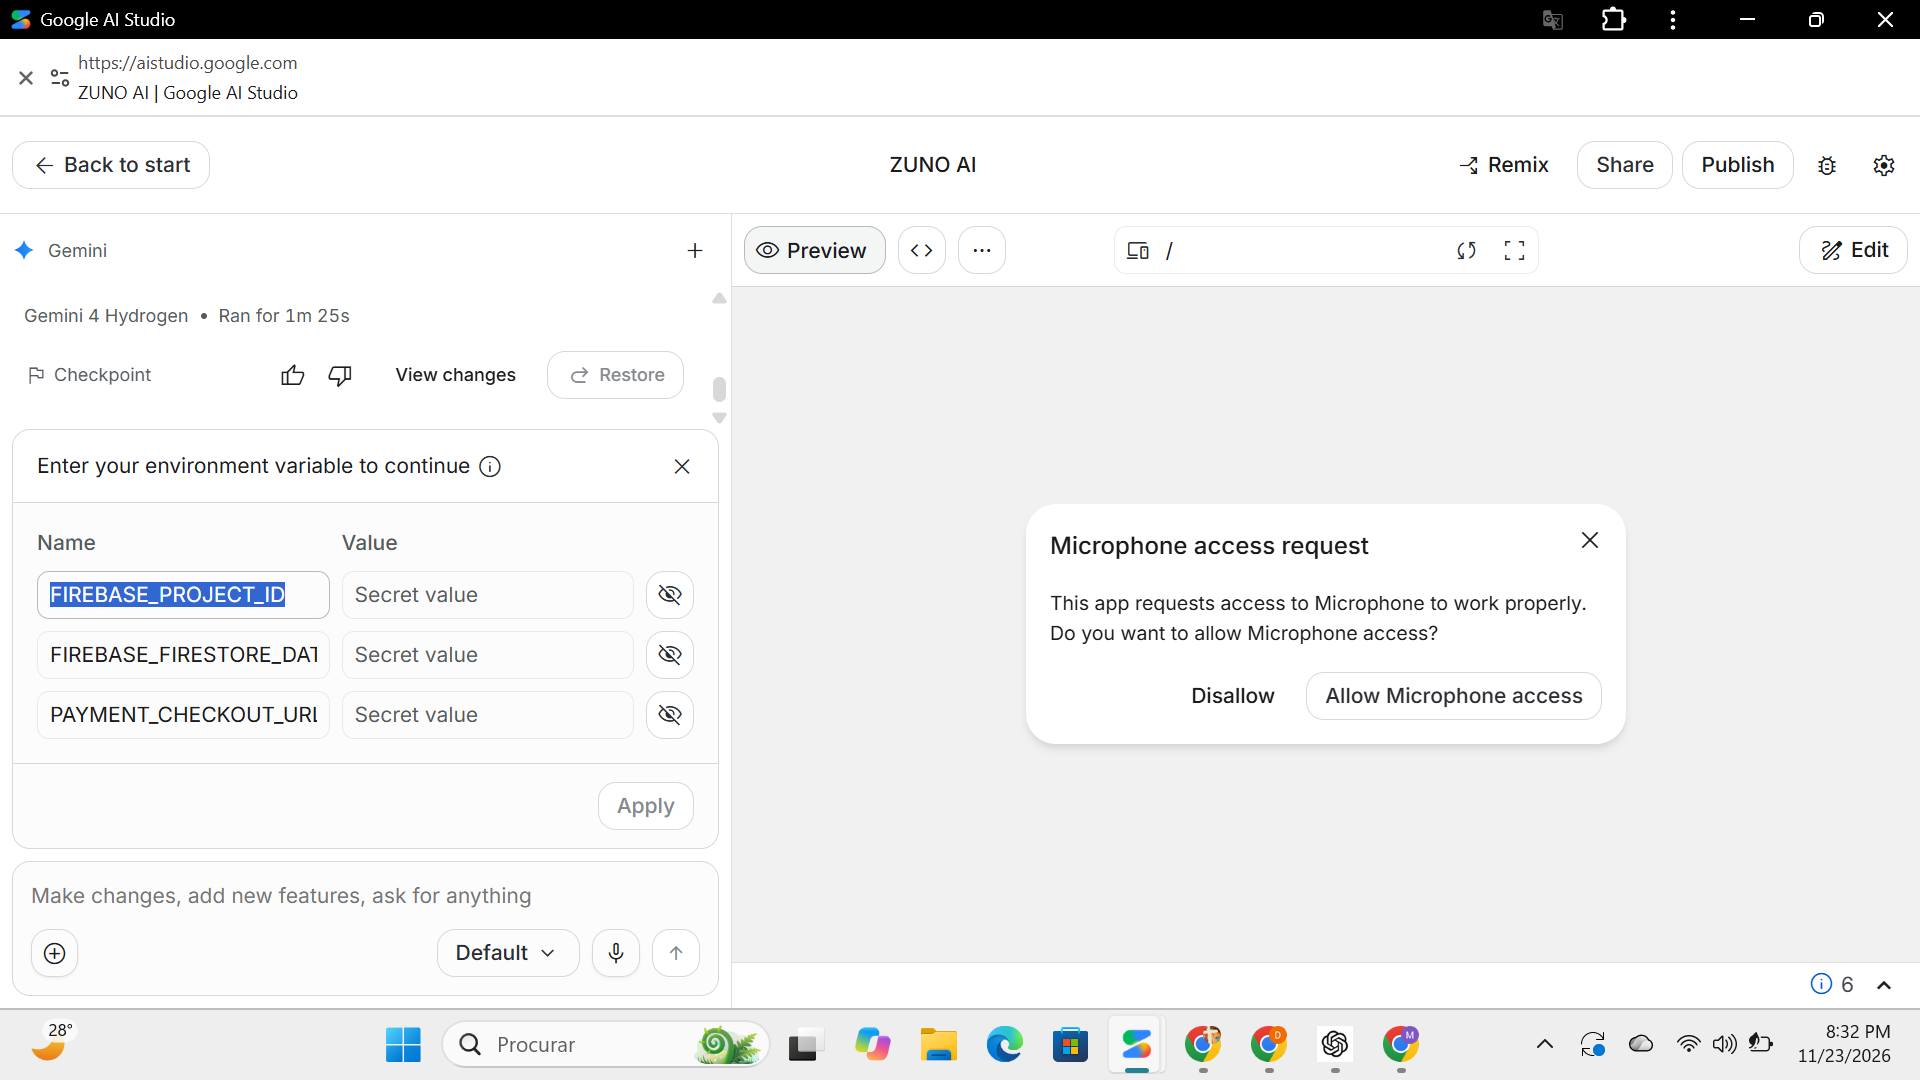 Google AI Studio
https://aistudio.google.com
ZUNO AI | Google AI Studio
Back to start
ZUNO AI
Remix
Share
Publish
Gemini
Preview
/
Edit
Gemini 4 Hydrogen • Ran for 1m 25s
Checkpoint
View changes
Restore
Enter your environment variable to continue
Name
Value
FIREBASE_PROJECT_ID
Secret value
FIREBASE_FIRESTORE_DAT
Secret value
PAYMENT_CHECKOUT_URL
Secret value
Apply
Make changes, add new features, ask for anything
Default
Microphone access request
This app requests access to Microphone to work properly.
Do you want to allow Microphone access?
Disallow
Allow Microphone access
6
28°
Procurar
D
M
8:32 PM
11/23/2026